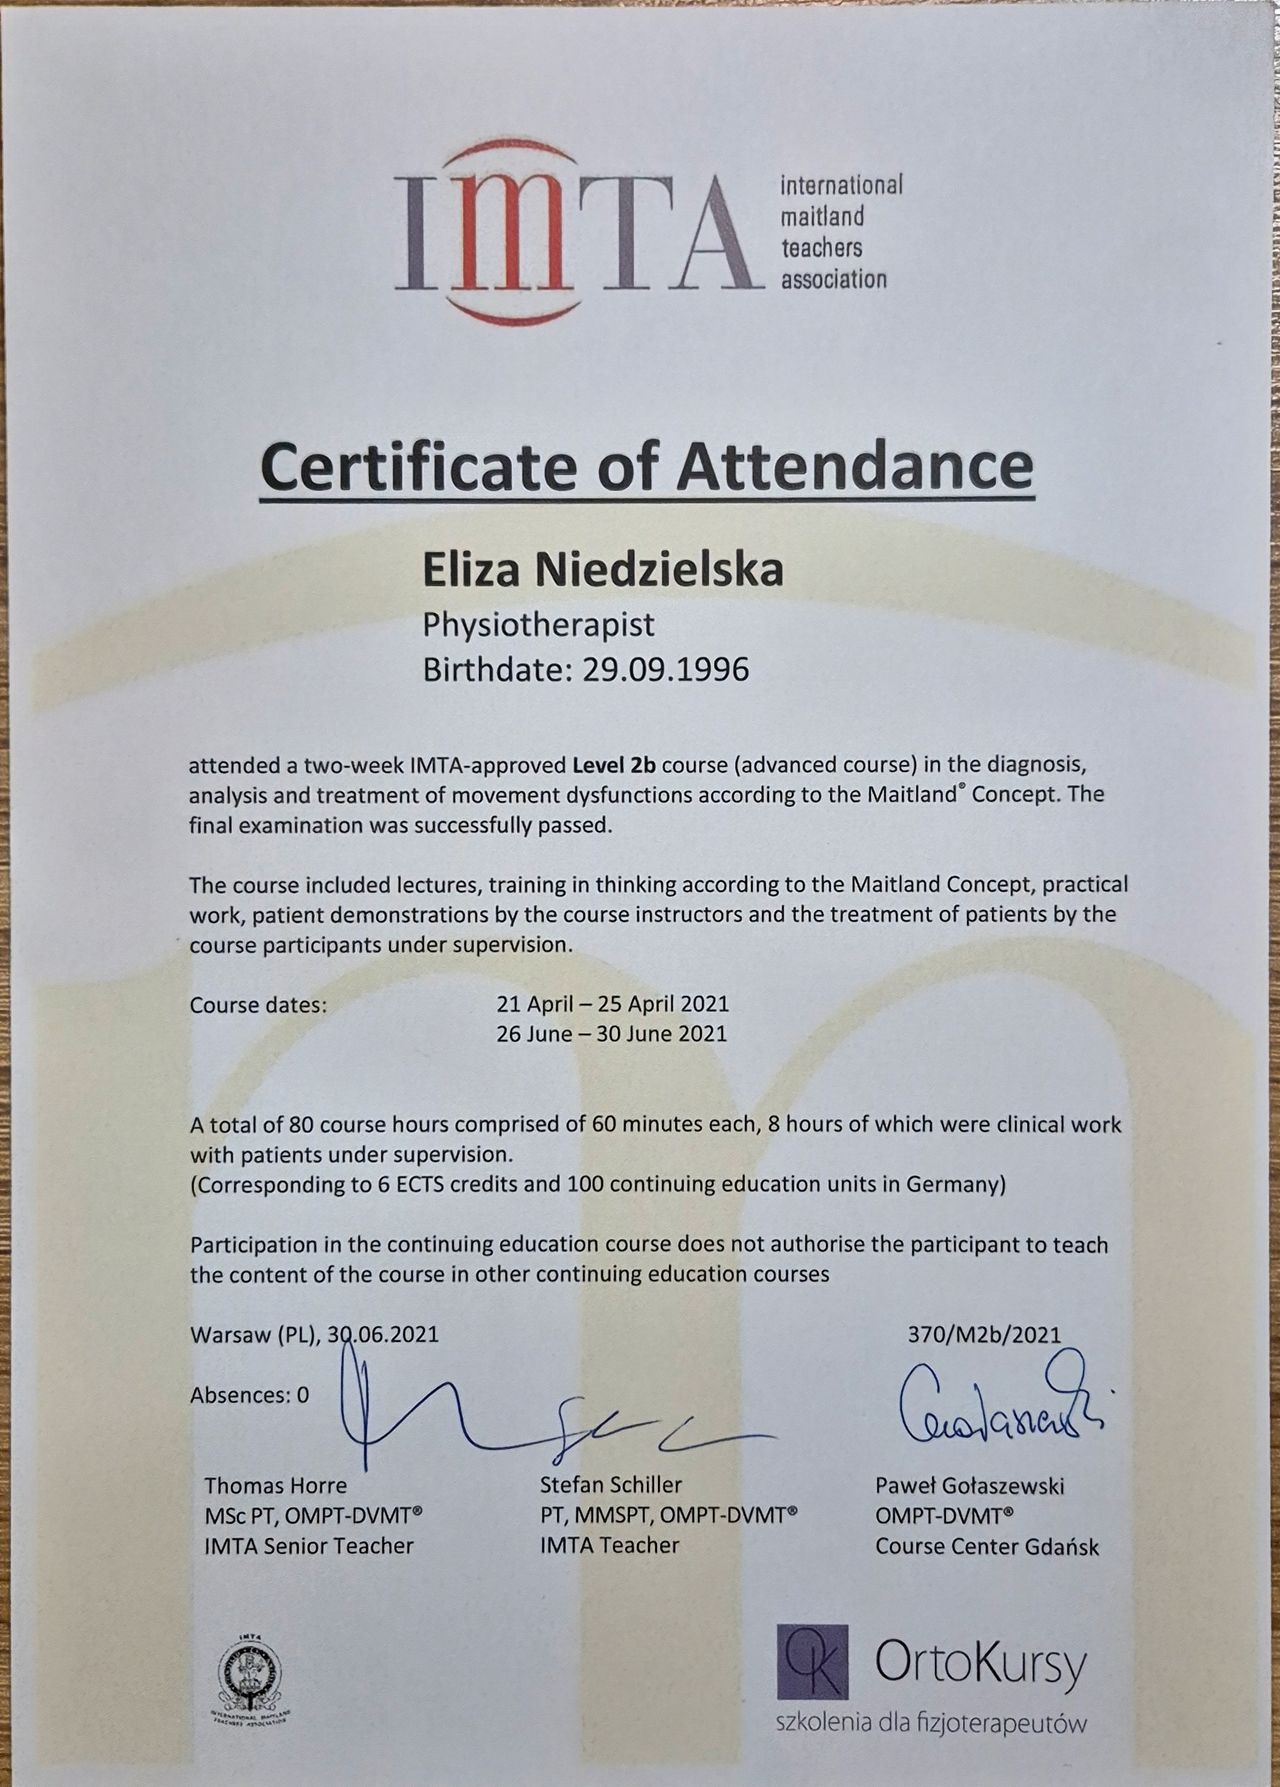 IMTA
international
maitland
teachers
association
Certificate of Attendance
Eliza Niedzielska
Physiotherapist
Birthdate: 29.09.1996
attended a two-week IMTA-approved Level 2b course (advanced course) in the diagnosis,
analysis and treatment of movement dysfunctions according to the Maitland® Concept. The
final examination was successfully passed.
The course included lectures, training in thinking according to the Maitland Concept, practical
work, patient demonstrations by the course instructors and the treatment of patients by the
course participants under supervision.
Course dates: 21 April – 25 April 2021
26 June – 30 June 2021
A total of 80 course hours comprised of 60 minutes each, 8 hours of which were clinical work
with patients under supervision.
(Corresponding to 6 ECTS credits and 100 continuing education units in Germany)
Participation in the continuing education course does not authorise the participant to teach
the content of the course in other continuing education courses
Warsaw (PL), 30.06.2021 370/M2b/2021
Absences: 0
Thomas Horre Stefan Schiller Paweł Gołaszewski
MSc PT, OMPT-DVMT® PT, MMSPT, OMPT-DVMT® OMPT-DVMT®
IMTA Senior Teacher IMTA Teacher Course Center Gdańsk
IMTA
INTERNATIONAL MAITLAND
TEACHERS ASSOCIATION
OK OrtoKursy
szkolenia dla fizjoterapeutów